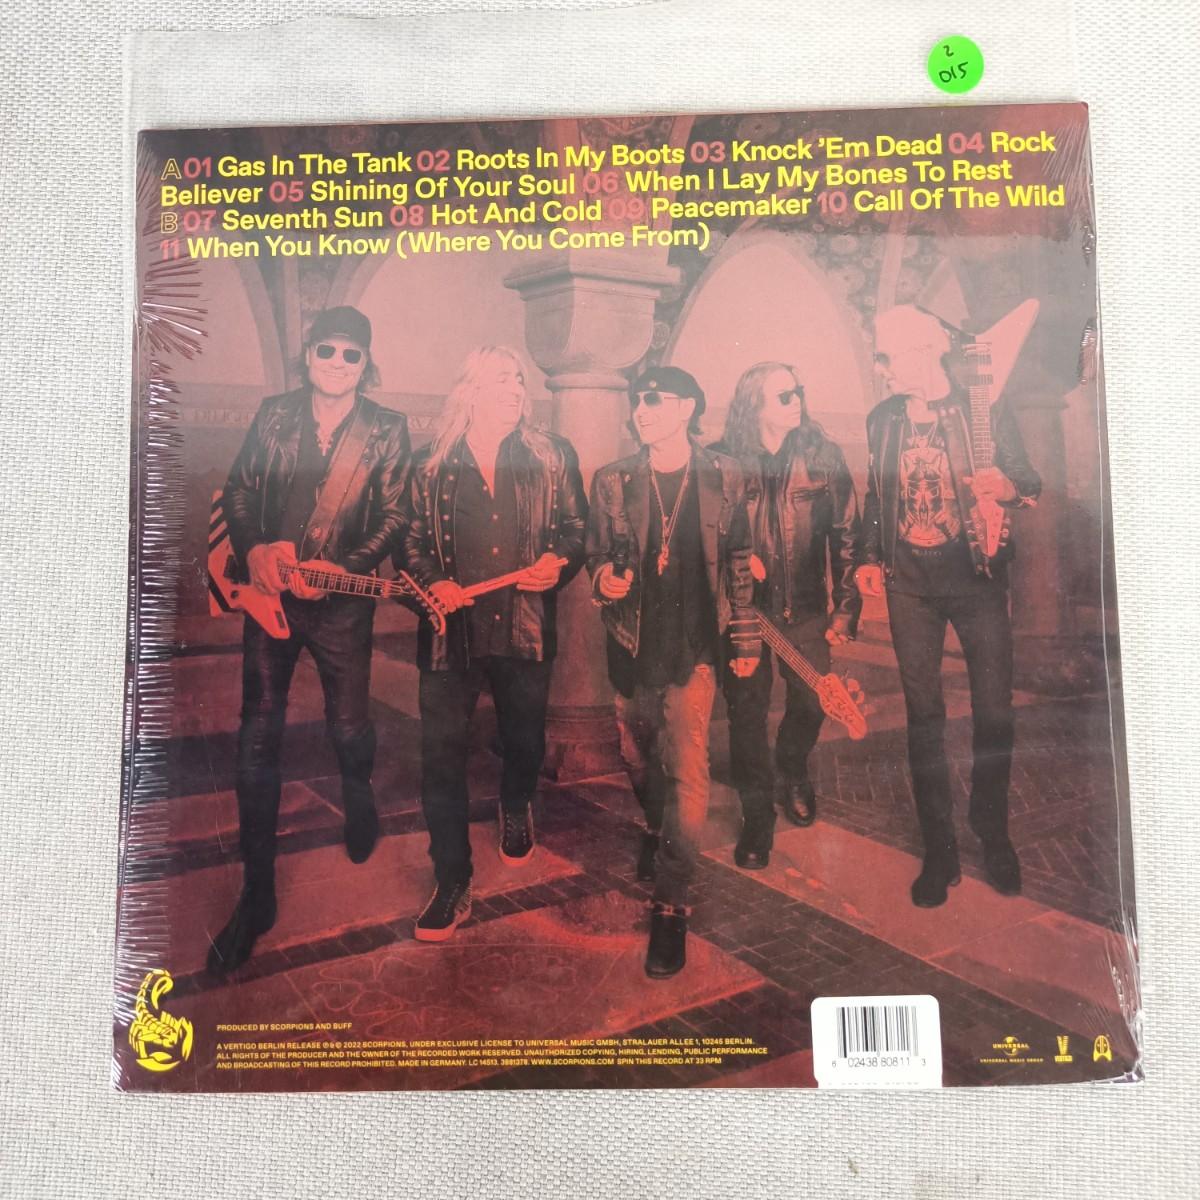 2
015
A 01 Gas In The Tank 02 Roots In My Boots 03 Knock 'Em Dead 04 Rock
Believer 05 Shining Of Your Soul 06 When I Lay My Bones To Rest
B 07 Seventh Sun 08 Hot And Cold 09 Peacemaker 10 Call Of The Wild
11 When You Know (Where You Come From)
PRODUCED BY SCORPIONS AND BUFF
A VERTIGO BERLIN RELEASE ℗ & © 2022 SCORPIONS, UNDER EXCLUSIVE LICENSE TO UNIVERSAL MUSIC GMBH, STRALAUER ALLEE 1, 10245 BERLIN.
ALL RIGHTS OF THE PRODUCER AND THE OWNER OF THE RECORDED WORK RESERVED. UNAUTHORIZED COPYING, HIRING, LENDING, PUBLIC PERFORMANCE
AND BROADCASTING OF THIS RECORD PROHIBITED. MADE IN GERMANY. LC 14513. 3881378. WWW.SCORPIONS.COM SPIN THIS RECORD AT 33 RPM
6 02438 80811 3
UNIVERSAL
UNIVERSAL MUSIC GROUP